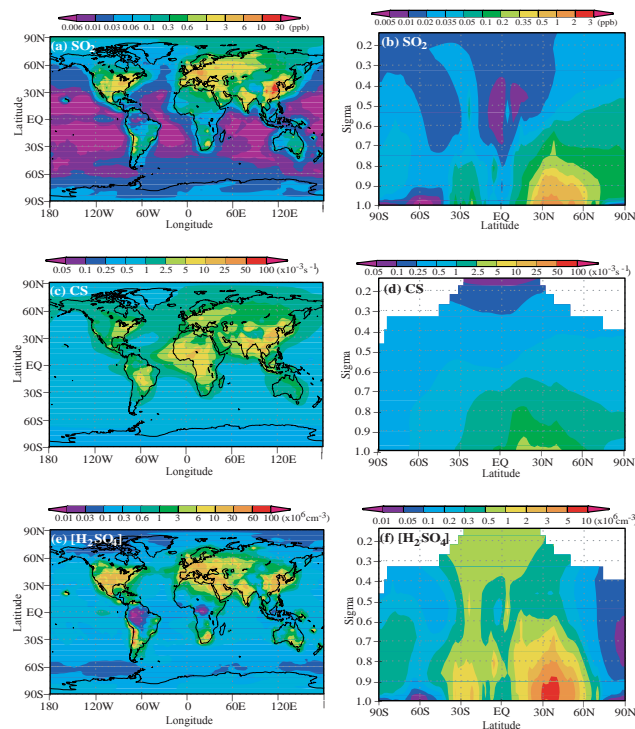 0.006 0.01 0.03 0.06 0.1 0.3 0.6 1 3 6 10 30 (ppb)
(a) SO2
90N
60N
30N
EQ
30S
60S
90S
Latitude
180 120W 60W 0 60E 120E
Longitude
0.005 0.01 0.02 0.03 0.05 0.1 0.2 0.35 0.5 1 2 3 (ppb)
(b) SO2
0.2
0.3
0.4
0.5
0.6
0.7
0.8
0.9
1.0
Sigma
90S 60S 30S EQ 30N 60N 90N
Latitude
0.05 0.1 0.25 0.5 1 2.5 5 10 25 50 100 (x10-3s-1)
(c) CS
90N
60N
30N
EQ
30S
60S
90S
Latitude
180 120W 60W 0 60E 120E
Longitude
0.05 0.1 0.25 0.5 1 2.5 5 10 25 50 100 (x10-3s-1)
(d) CS
0.2
0.3
0.4
0.5
0.6
0.7
0.8
0.9
1.0
Sigma
90S 60S 30S EQ 30N 60N 90N
Latitude
0.01 0.03 0.1 0.3 0.6 1 3 6 10 30 60 100 (x106cm-3)
(e) [H2SO4]
90N
60N
30N
EQ
30S
60S
90S
Latitude
180 120W 60W 0 60E 120E
Longitude
0.01 0.05 0.1 0.2 0.3 0.5 1 2 3 5 10 (x106cm-3)
(f) [H2SO4]
0.2
0.3
0.4
0.5
0.6
0.7
0.8
0.9
1.0
Sigma
90S 60S 30S EQ 30N 60N 90N
Latitude